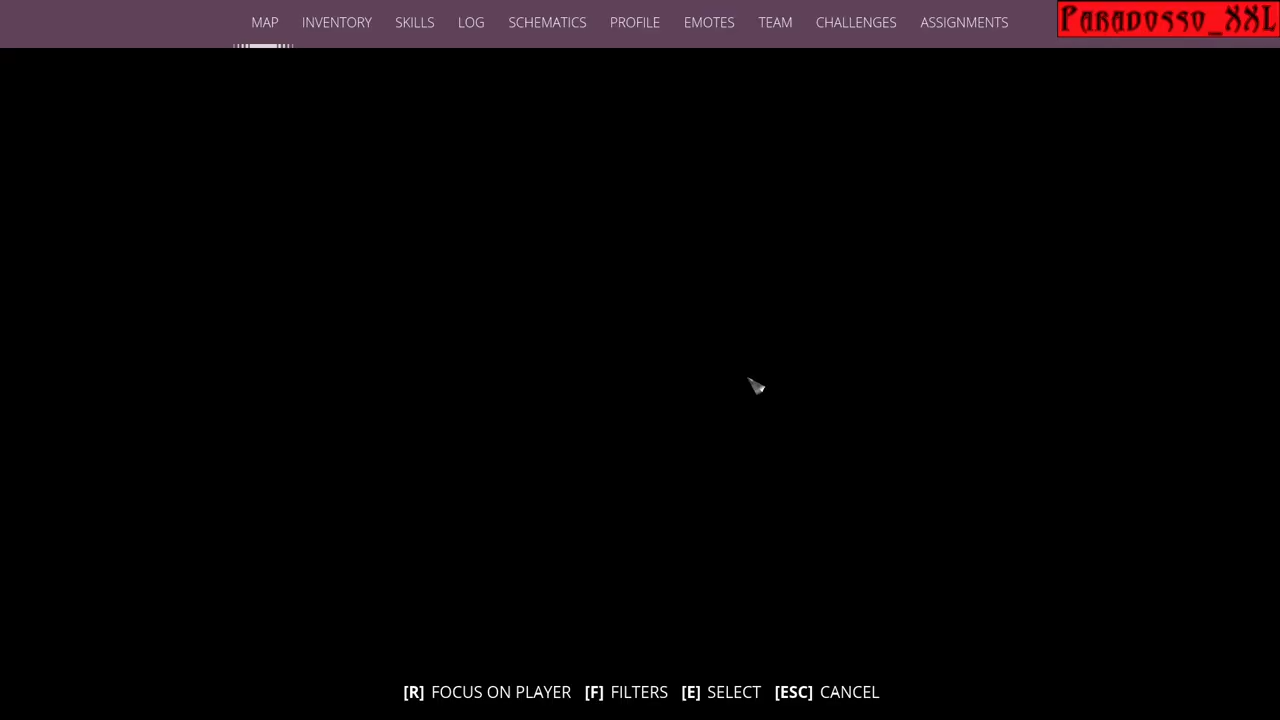 MAP INVENTORY SKILLS LOG SCHEMATICS PROFILE EMOTES TEAM CHALLENGES ASSIGNMENTS Paradosso_XXL
[R] FOCUS ON PLAYER [F] FILTERS [E] SELECT [ESC] CANCEL